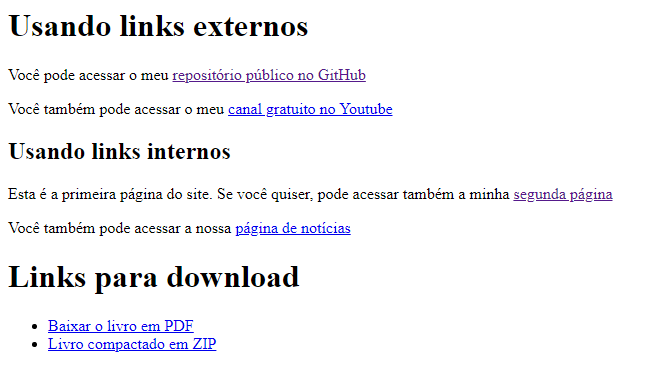 Usando links externos
Você pode acessar o meu repositório público no GitHub
Você também pode acessar o meu canal gratuito no Youtube
Usando links internos
Esta é a primeira página do site. Se você quiser, pode acessar também a minha segunda página
Você também pode acessar a nossa página de notícias
Links para download
• Baixar o livro em PDF
• Livro compactado em ZIP